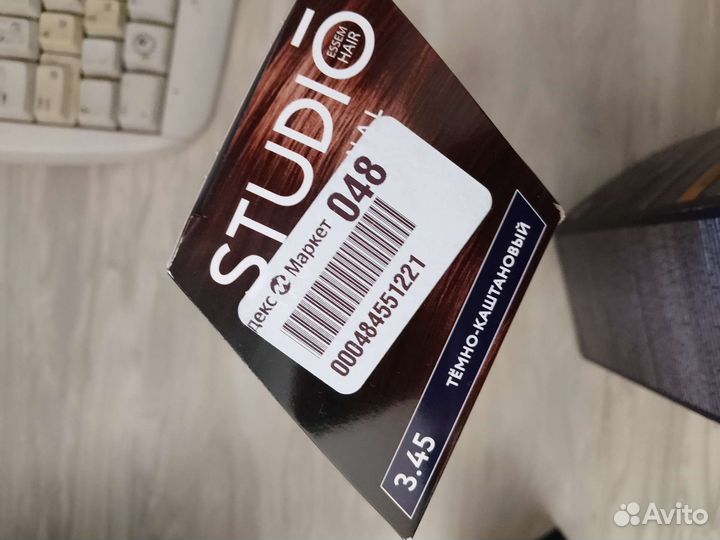 STUDIO
ESSEM
HAIR
декс Маркет
048
000484551221
3.45
ТЁМНО-КАШТАНОВЫЙ
Avito